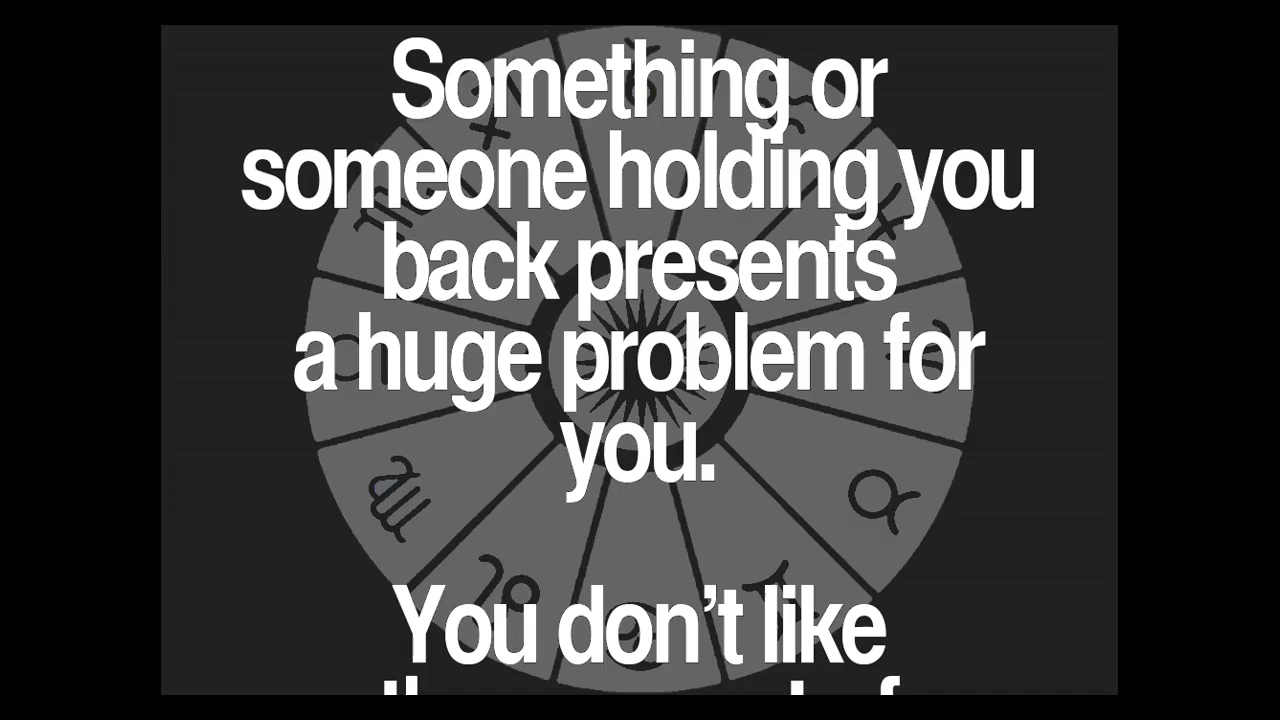 Something or
someone holding you
back presents
a huge problem for
you.
You don’t like